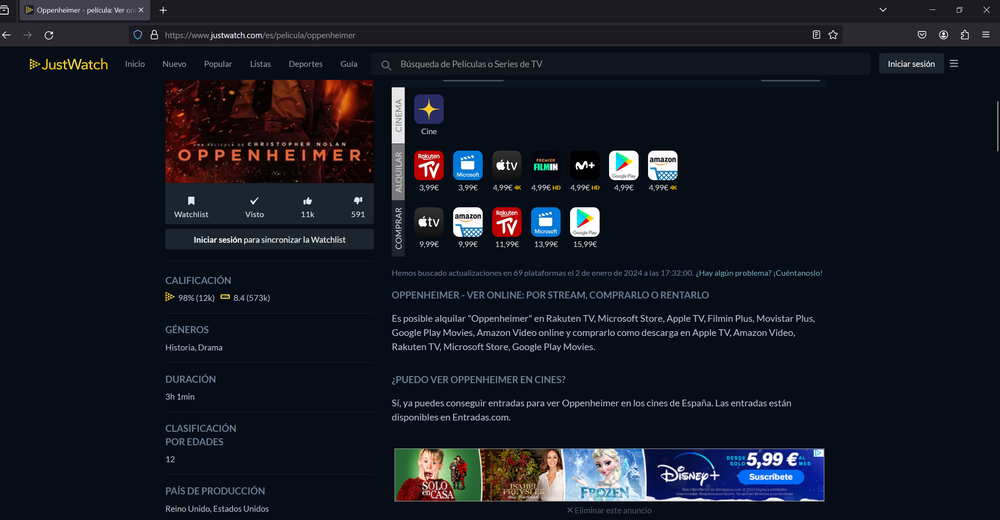 Oppenheimer - película: Ver onl
https://www.justwatch.com/es/pelicula/oppenheimer
JustWatch
Inicio
Nuevo
Popular
Listas
Deportes
Guía
Búsqueda de Películas o Series de TV
Iniciar sesión
UNA PELÍCULA DE CHRISTOPHER NOLAN
OPPENHEIMER
Watchlist
Visto
11k
591
Iniciar sesión para sincronizar la Watchlist
CALIFICACIÓN
98% (12k) IMDb 8.4 (573k)
GÉNEROS
Historia, Drama
DURACIÓN
3h 1min
CLASIFICACIÓN
POR EDADES
12
PAÍS DE PRODUCCIÓN
Reino Unido, Estados Unidos
CINEMA
Cine
ALQUILAR
Rakuten TV
3,99€
Microsoft
3,99€
tv
4,99€ 4K
PREMIER FILMIN
4,99€ HD
M+
4,99€ HD
Google Play
4,99€
amazon
4,99€ 4K
COMPRAR
tv
9,99€
amazon
9,99€
Rakuten TV
11,99€
Microsoft
13,99€
Google Play
15,99€
Hemos buscado actualizaciones en 69 plataformas el 2 de enero de 2024 a las 17:32:00. ¿Hay algún problema? ¡Cuéntanoslo!
OPPENHEIMER - VER ONLINE: POR STREAM, COMPRARLO O RENTARLO
Es posible alquilar "Oppenheimer" en Rakuten TV, Microsoft Store, Apple TV, Filmin Plus, Movistar Plus,
Google Play Movies, Amazon Video online y comprarlo como descarga en Apple TV, Amazon Video,
Rakuten TV, Microsoft Store, Google Play Movies.
¿PUEDO VER OPPENHEIMER EN CINES?
Sí, ya puedes conseguir entradas para ver Oppenheimer en los cines de España. Las entradas están
disponibles en Entradas.com.
SOLO
en CASA
ISABEL
PREYSLER
mi Navidad
Disney
FROZEN
Disney+
DESDE SOLO 5,99 € AL MES
Suscríbete
Más información en disneyplus.com © 2023 Disney y entidades
relacionadas. Requiere suscripción. Se aplican términos y condiciones
Eliminar este anuncio